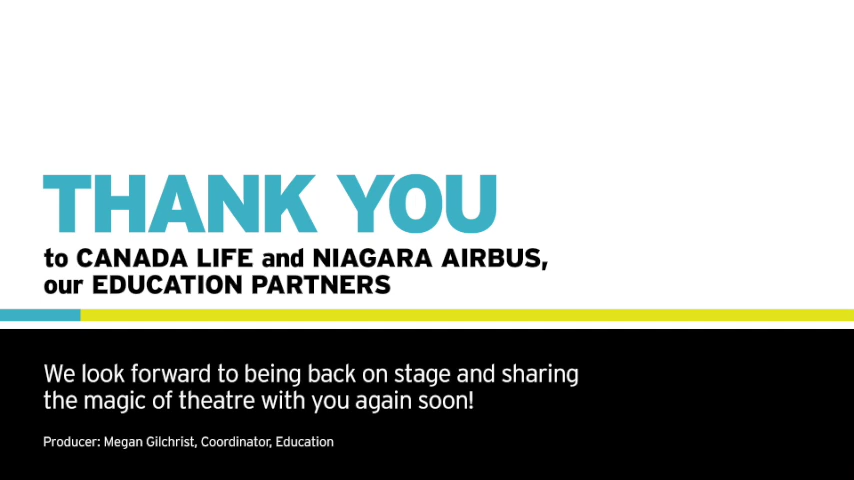 THANK YOU
to CANADA LIFE and NIAGARA AIRBUS,
our EDUCATION PARTNERS
We look forward to being back on stage and sharing
the magic of theatre with you again soon!
Producer: Megan Gilchrist, Coordinator, Education